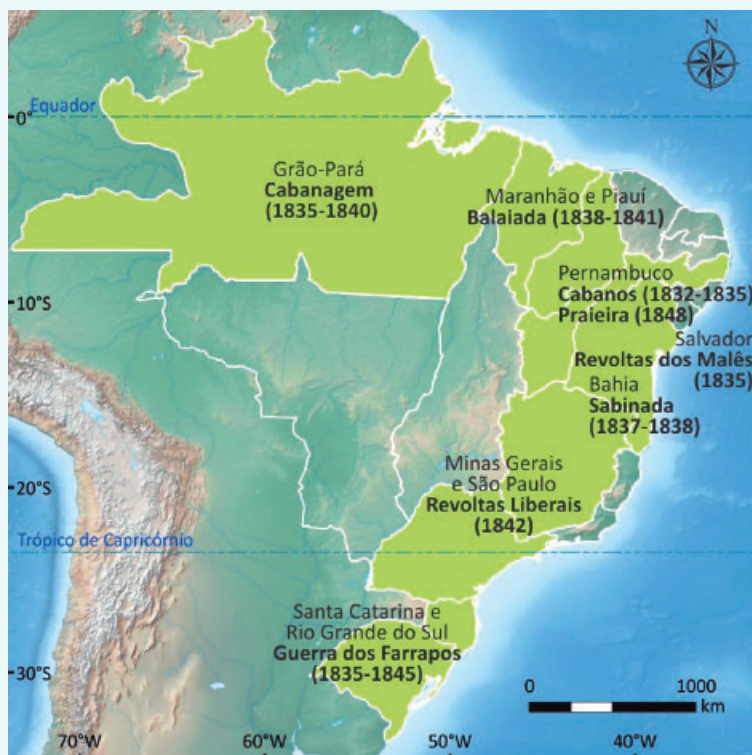 N
Equador
0°
Grão-Pará
Cabanagem
(1835-1840)
Maranhão e Piauí
Balaiada (1838-1841)
Pernambuco
Cabanos (1832-1835)
Praieira (1848)
10°S
Salvador
Revoltas dos Malês
(1835)
Bahia
Sabinada
(1837-1838)
Minas Gerais
e São Paulo
Revoltas Liberais
(1842)
20°S
Trópico de Capricórnio
Santa Catarina e
Rio Grande do Sul
Guerra dos Farrapos
(1835-1845)
30°S
0 1000
km
70°W 60°W 50°W 40°W